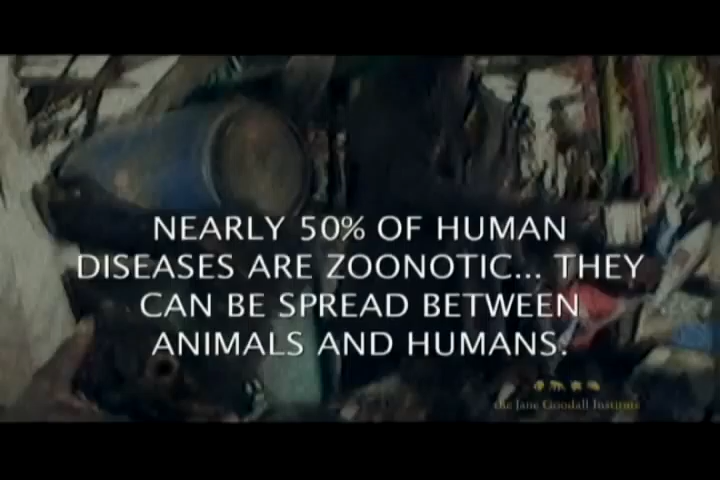 NEARLY 50% OF HUMAN
DISEASES ARE ZOONOTIC... THEY
CAN BE SPREAD BETWEEN
ANIMALS AND HUMANS.
the Jane Goodall Institute